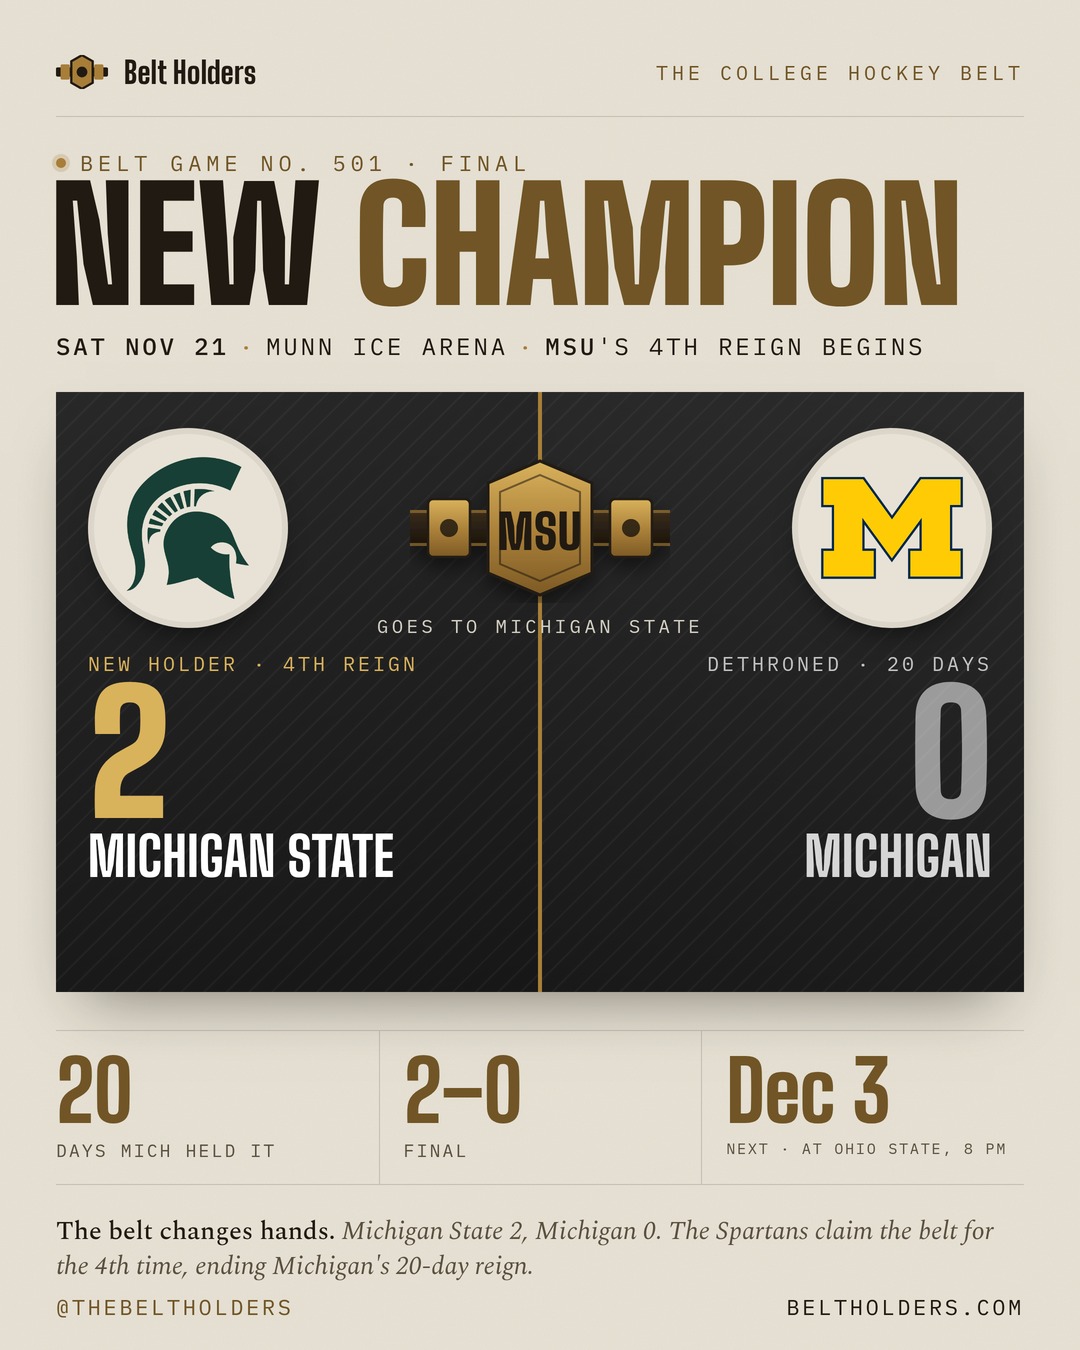 Belt Holders
THE COLLEGE HOCKEY BELT
BELT GAME NO. 501 · FINAL
NEW CHAMPION
SAT NOV 21 · MUNN ICE ARENA · MSU'S 4TH REIGN BEGINS
MSU
M
GOES TO MICHIGAN STATE
NEW HOLDER · 4TH REIGN
DETHRONED · 20 DAYS
2
0
MICHIGAN STATE
MICHIGAN
20
DAYS MICH HELD IT
2–0
FINAL
Dec 3
NEXT · AT OHIO STATE, 8 PM
The belt changes hands. Michigan State 2, Michigan 0. The Spartans claim the belt for
the 4th time, ending Michigan's 20-day reign.
@THEBELTHOLDERS
BELTHOLDERS.COM